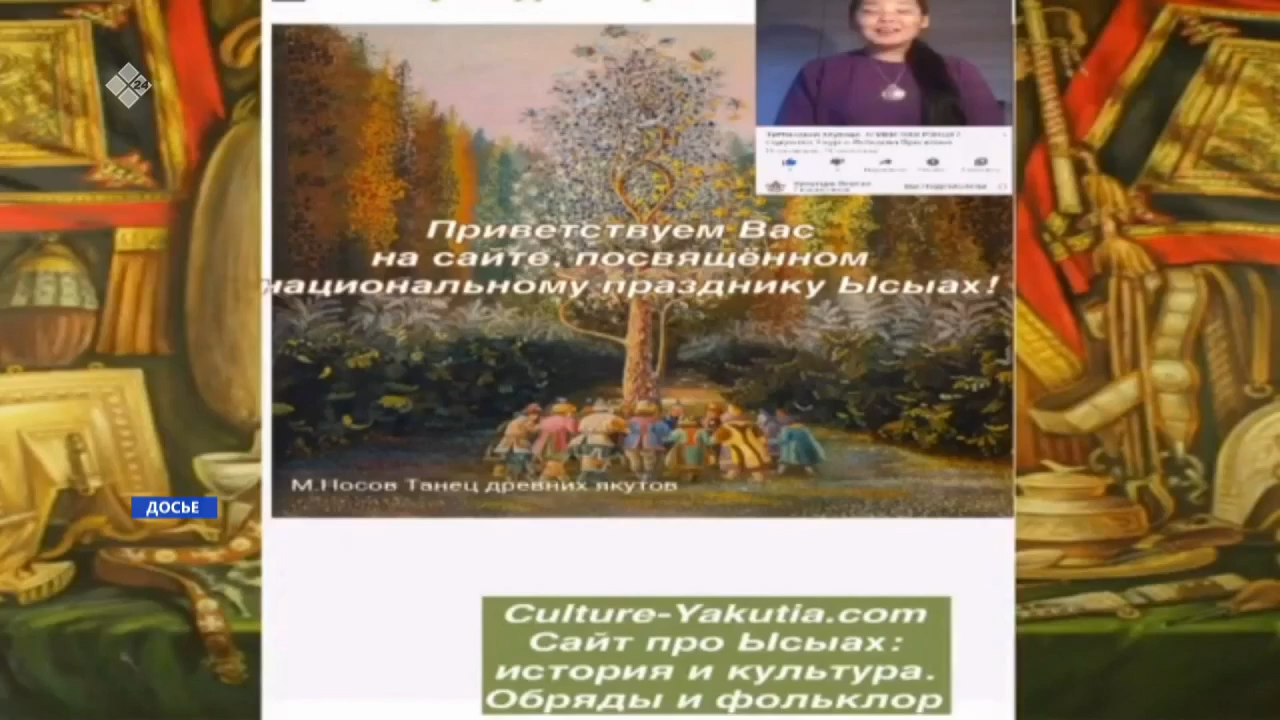 24
Приветствуем Вас
на сайте, посвящённом
национальному празднику Ысыах!
М.Носов Танец древних якутов
ДОСЬЕ
Culture-Yakutia.com
Сайт про Ысыах:
история и культура.
Обряды и фольклор